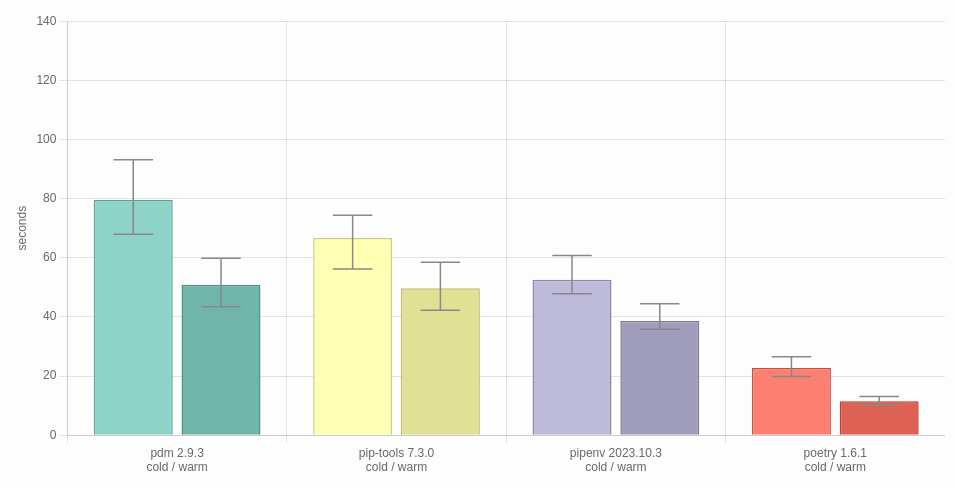 140
120
100
80
60
40
20
0
seconds
pdm 2.9.3
cold / warm
pip-tools 7.3.0
cold / warm
pipenv 2023.10.3
cold / warm
poetry 1.6.1
cold / warm